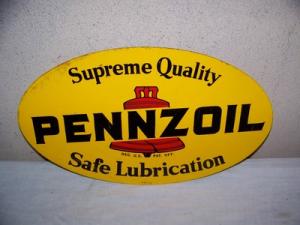 Supreme Quality
PENNZOIL
REG. U.S. PAT. OFF.
Safe Lubrication